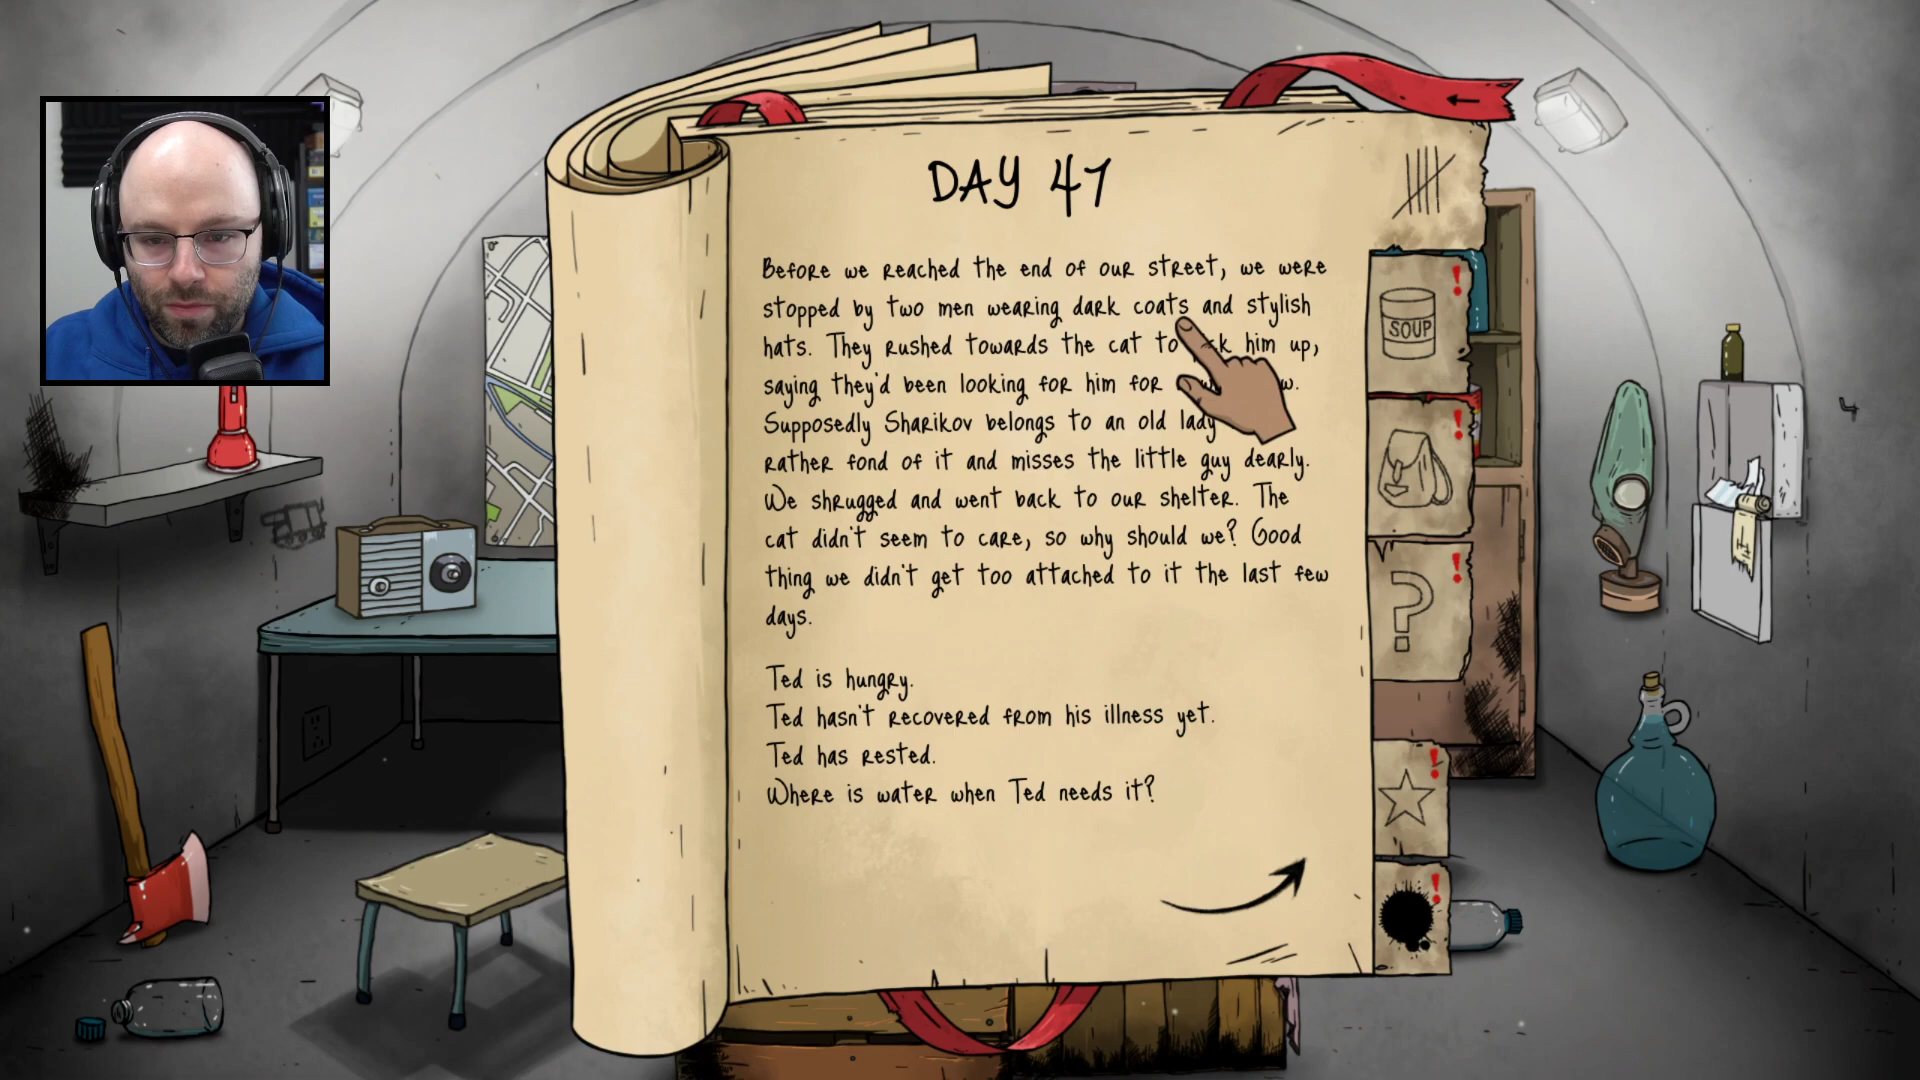 DAY 47
Before we reached the end of our street, we were
stopped by two men wearing dark coats and stylish
hats. They rushed towards the cat to him up,
saying they'd been looking for him for
Supposedly Sharikov belongs to an old lady
rather fond of it and misses the little guy dearly.
We shrugged and went back to our shelter. The
cat didn't seem to care, so why should we? Good
thing we didn't get too attached to it the last few
days.
Ted is hungry.
Ted hasn't recovered from his illness yet.
Ted has rested.
Where is water when Ted needs it?
SOUP